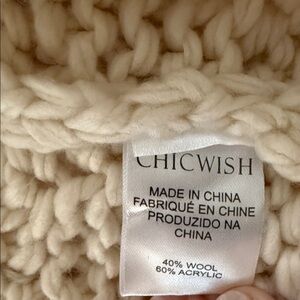 CHICWISH
MADE IN CHINA
FABRIQUÉ EN CHINE
PRODUZIDO NA
CHINA
40% WOOL
60% ACRYLIC